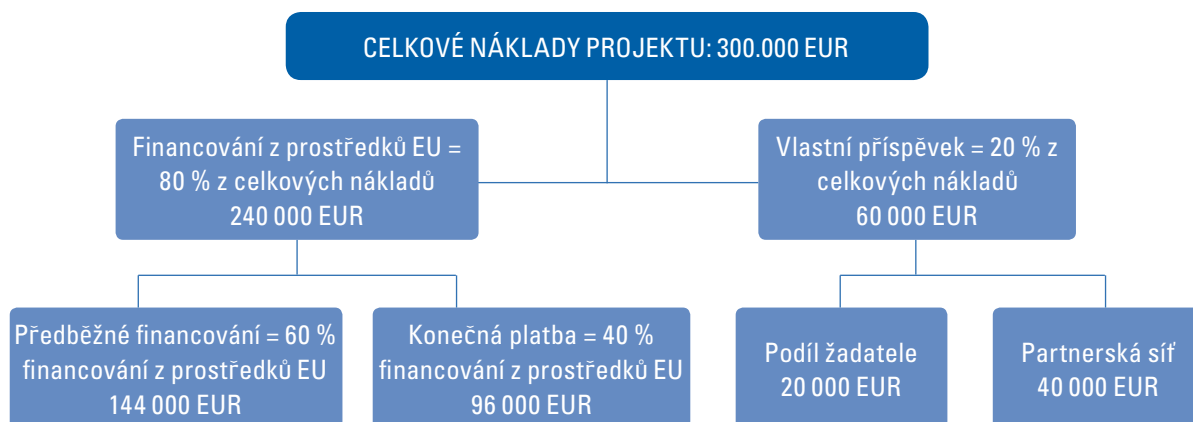 CELKOVÉ NÁKLADY PROJEKTU: 300.000 EUR
Financování z prostředků EU =
80 % z celkových nákladů
240 000 EUR
Vlastní příspěvek = 20 % z
celkových nákladů
60 000 EUR
Předběžné financování = 60 %
financování z prostředků EU
144 000 EUR
Konečná platba = 40 %
financování z prostředků EU
96 000 EUR
Podíl žadatele
20 000 EUR
Partnerská síť
40 000 EUR